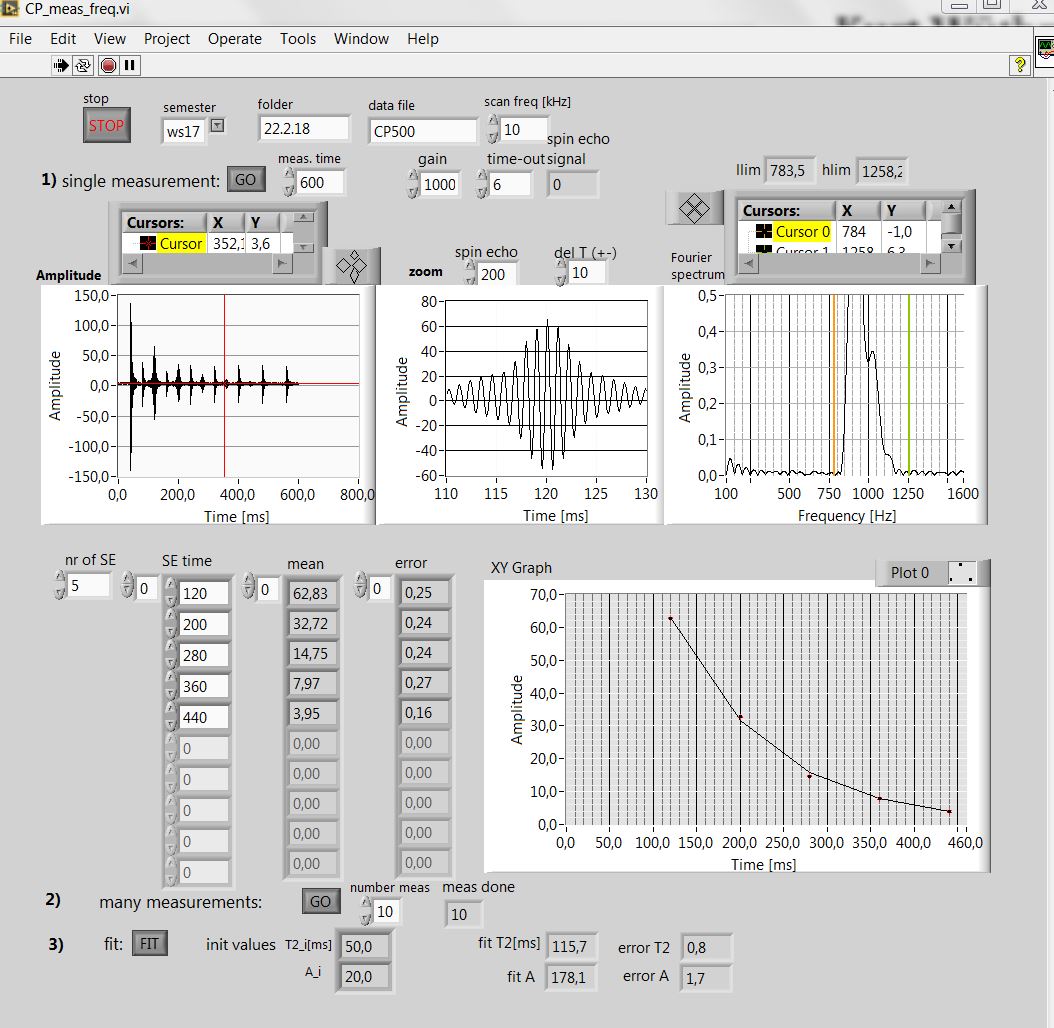 CP_meas_freq.vi
File Edit View Project Operate Tools Window Help
stop
STOP
semester
ws17
folder
22.2.18
data file
CP500
scan freq [kHz]
10
1) single measurement: GO
meas. time
600
gain
1000
time-out
6
spin echo
signal
0
llim 783,5 hlim 1258,2
Cursors: X Y
Cursor 352,1 3,6
Cursors: X Y
Cursor 0 784 -1,0
Cursor 1 1258 6,3
Amplitude
zoom
spin echo
200
del T (+-)
10
Fourier
spectrum
150,0
100,0
50,0
0,0
-50,0
-100,0
-150,0
Amplitude
0,0 200,0 400,0 600,0 800,0
Time [ms]
80
60
40
20
0
-20
-40
-60
Amplitude
110 115 120 125 130
Time [ms]
0,5
0,4
0,3
0,2
0,1
0,0
Amplitude
100 500 750 1000 1250 1600
Frequency [Hz]
nr of SE
5
SE time
0
120
200
280
360
440
0
0
0
0
0
mean
0
62,83
32,72
14,75
7,97
3,95
0,00
0,00
0,00
0,00
0,00
error
0
0,25
0,24
0,24
0,27
0,16
0,00
0,00
0,00
0,00
0,00
XY Graph
Plot 0
70,0
60,0
50,0
40,0
30,0
20,0
10,0
0,0
Amplitude
0,0 50,0 100,0 150,0 200,0 250,0 300,0 350,0 400,0 460,0
Time [ms]
2) many measurements: GO
number meas
10
meas done
10
3) fit: FIT
init values T2_i[ms] 50,0
A_i 20,0
fit T2[ms] 115,7 error T2 0,8
fit A 178,1 error A 1,7